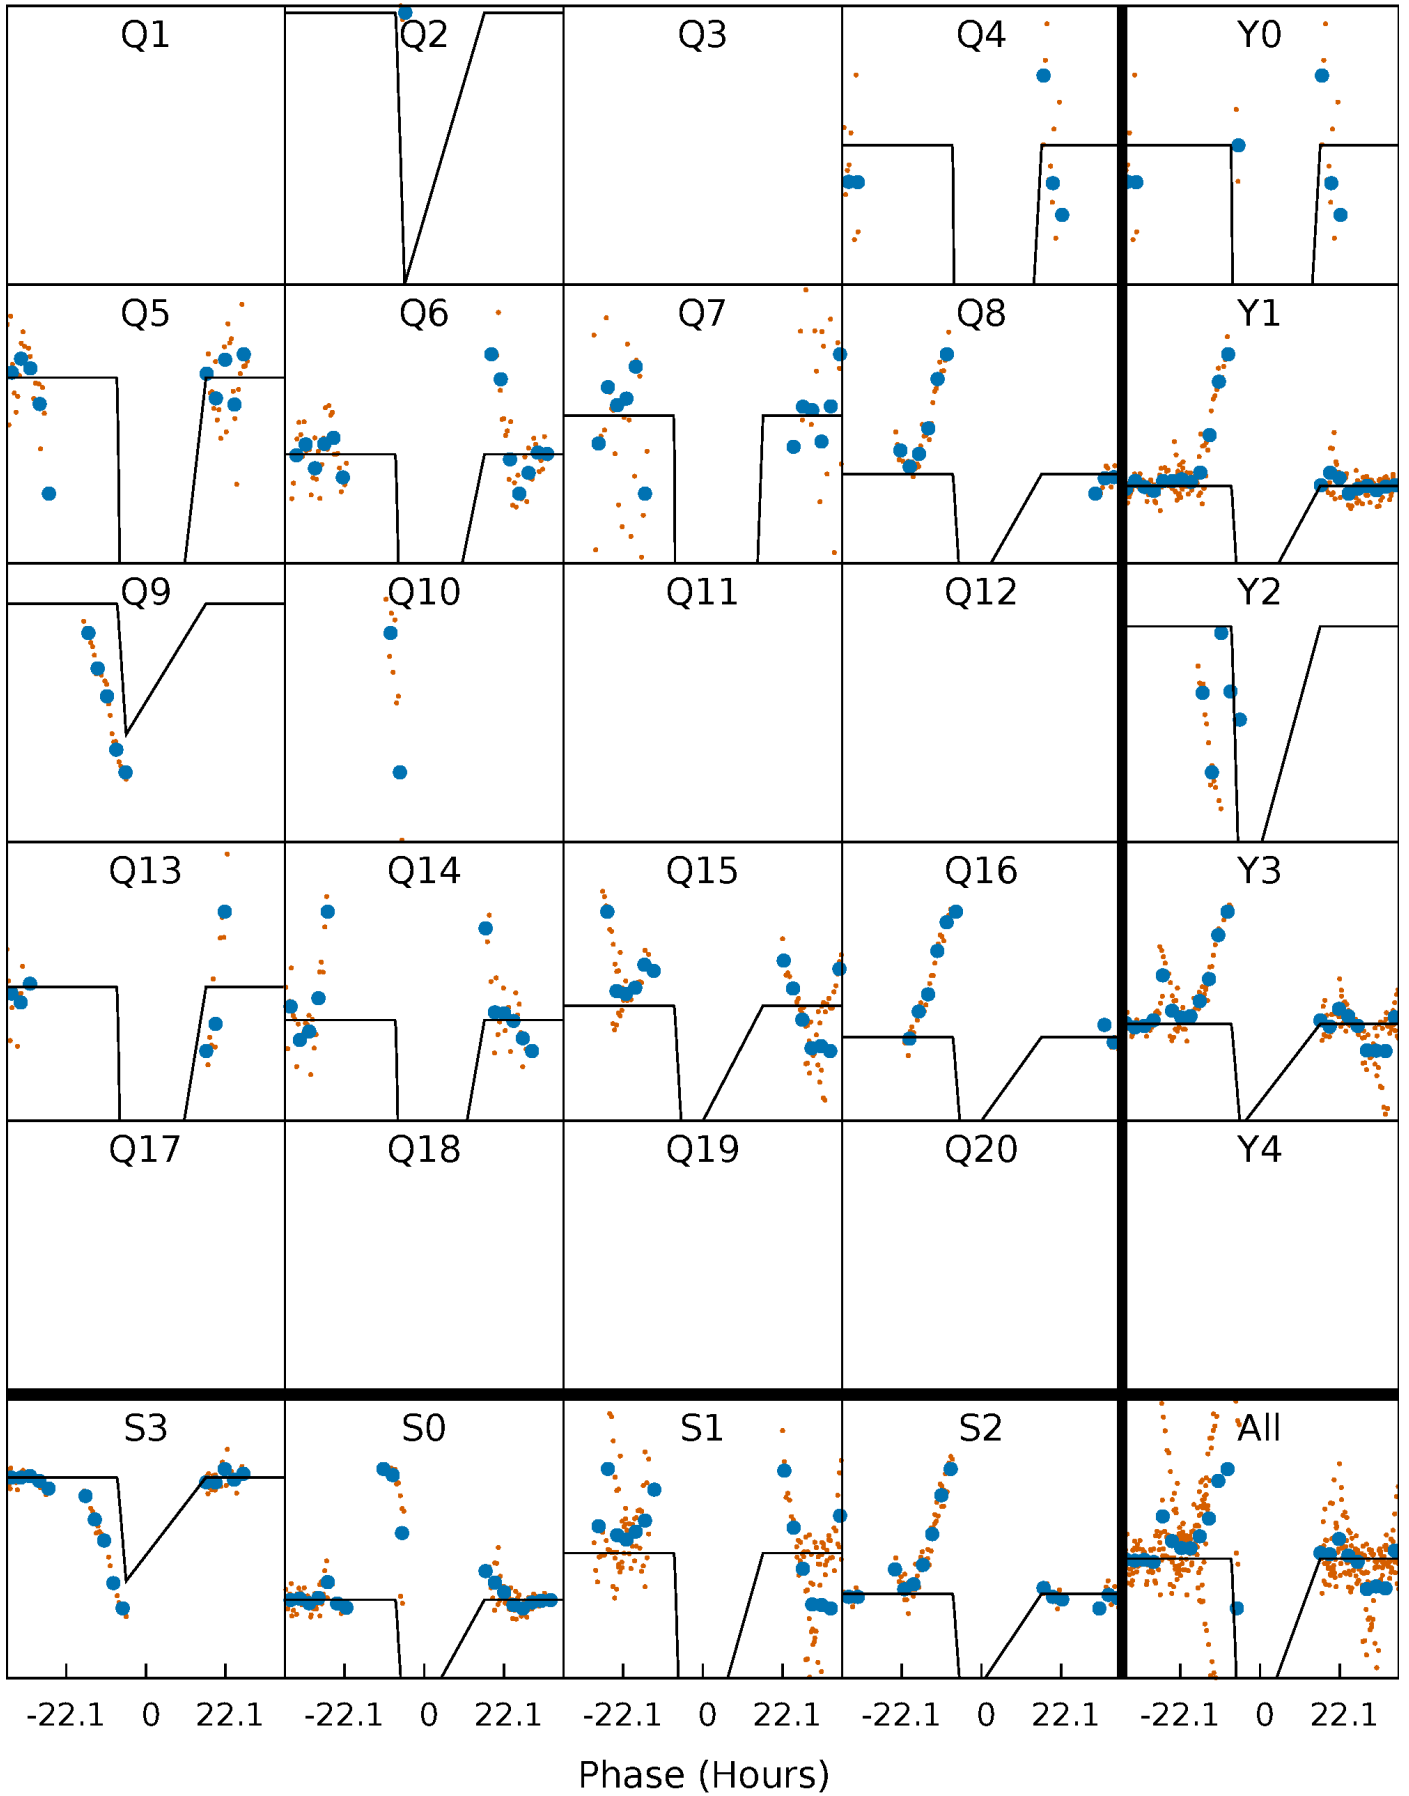 Q1 Q2 Q3 Q4 Y0
Q5 Q6 Q7 Q8 Y1
Q9 Q10 Q11 Q12 Y2
Q13 Q14 Q15 Q16 Y3
Q17 Q18 Q19 Q20 Y4
S3 S0 S1 S2 All
-22.1 0 22.1 -22.1 0 22.1 -22.1 0 22.1 -22.1 0 22.1 -22.1 0 22.1
Phase (Hours)